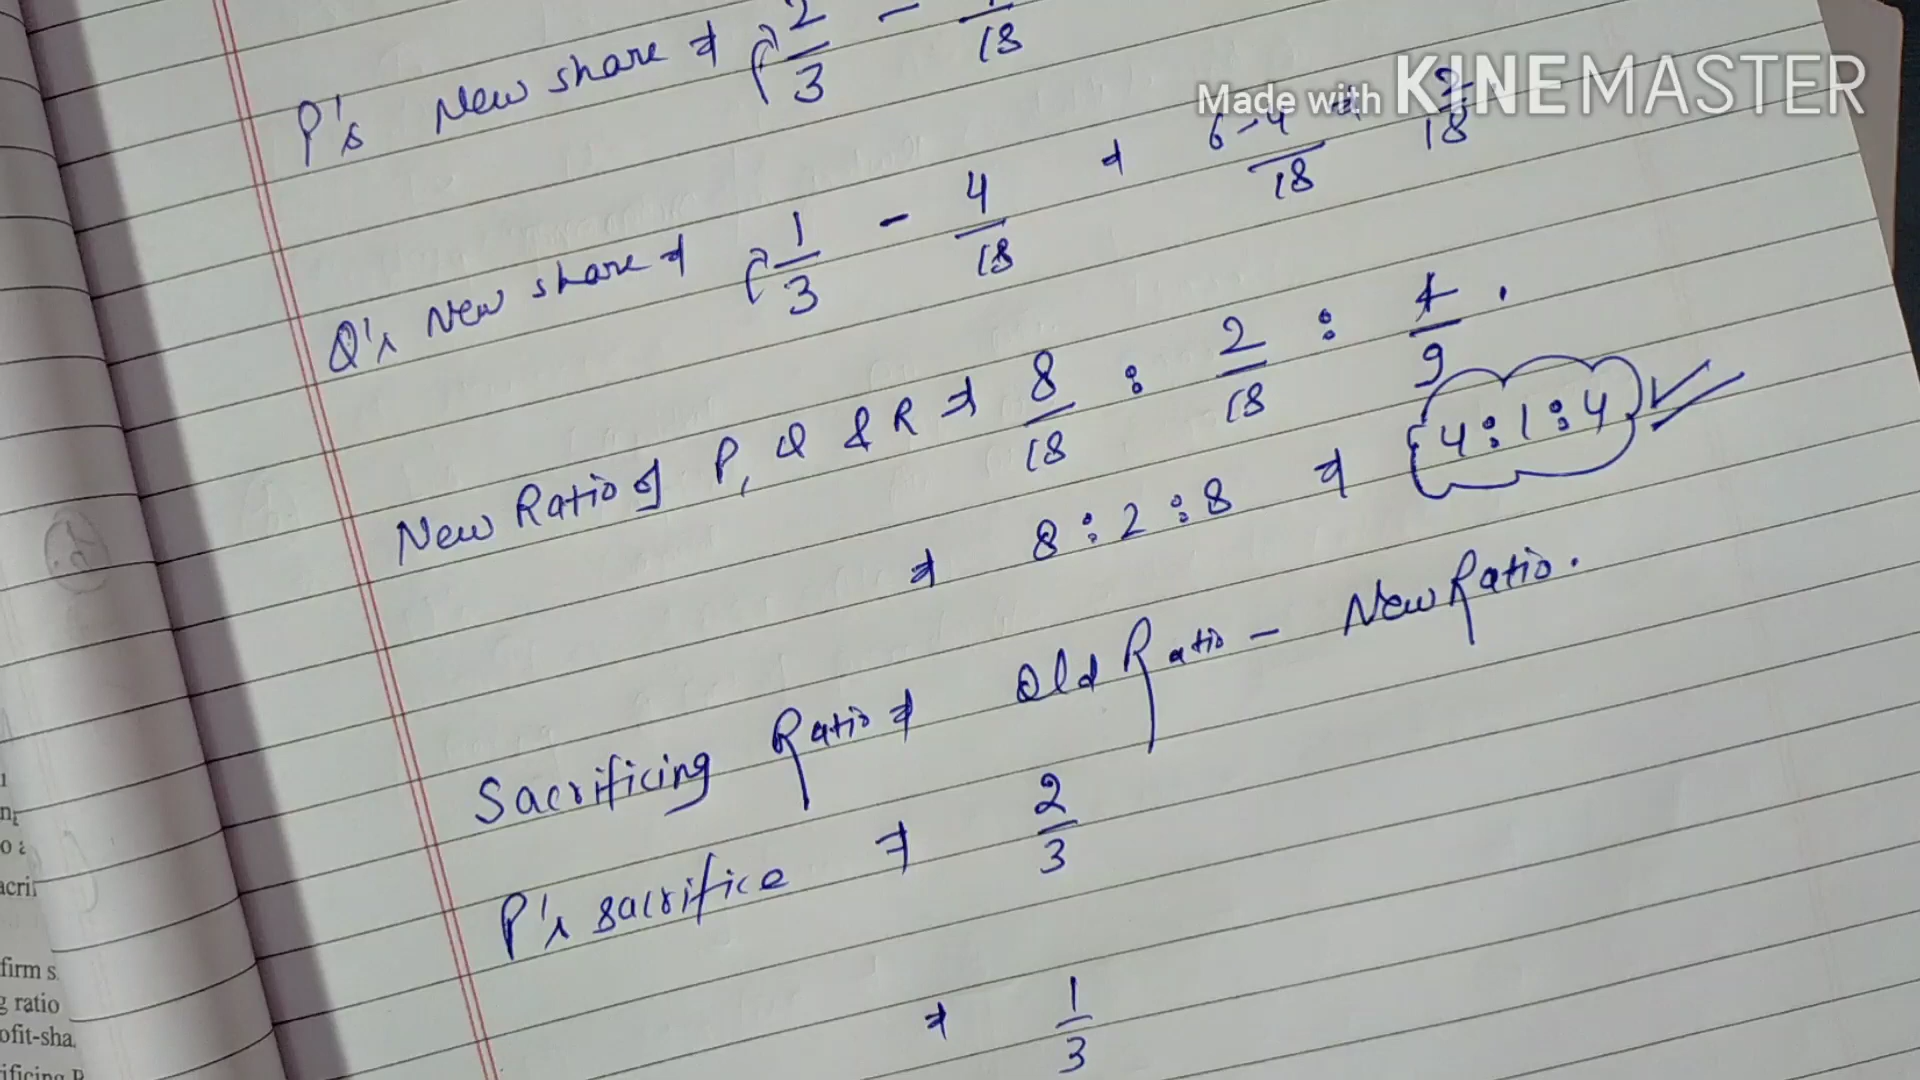 P's New share ⇒ 2/3 - /18
Made with KINEMASTER
Q's New share ⇒ 1/3 - 4/18 ⇒ 6-4/18 ⇒ 2/18
New Ratio of P, Q & R ⇒ 8/18 : 2/18 : 4/9 .
⇒ 8:2:8 ⇒ 4:1:4
Sacrificing Ratio ⇒ Old Ratio - New Ratio.
P's sacrifice ⇒ 2/3
⇒ 1/3
firm s
ratio
ofit-sha